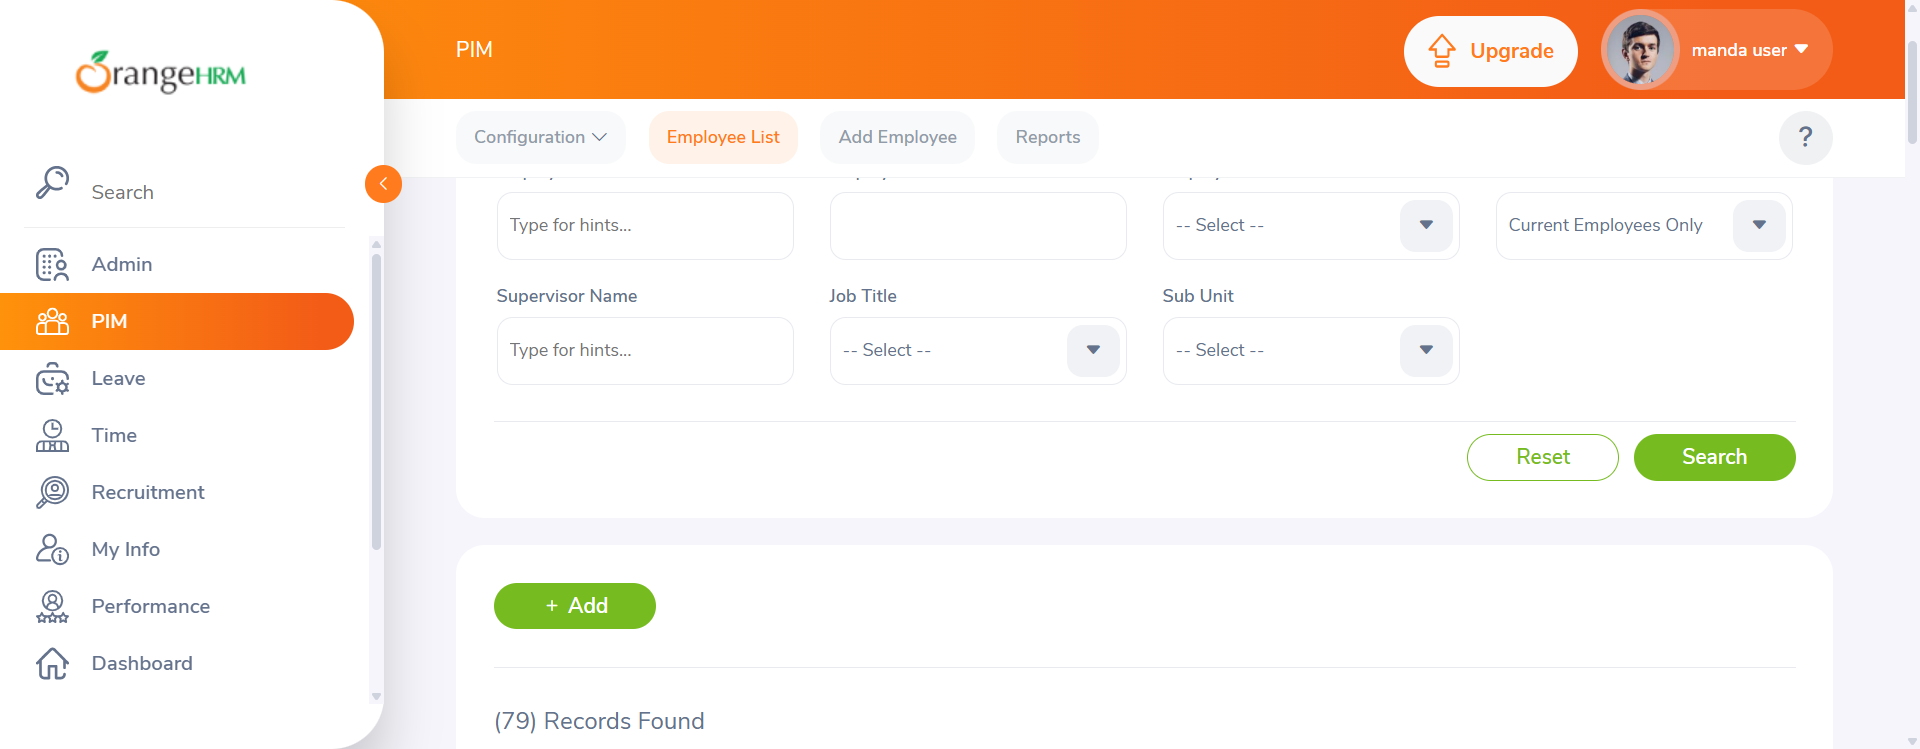 OrangeHRM
PIM
Upgrade
manda user
Configuration
Employee List
Add Employee
Reports
?
Search
Admin
PIM
Leave
Time
Recruitment
My Info
Performance
Dashboard
Type for hints...
-- Select --
Current Employees Only
Supervisor Name
Job Title
Sub Unit
Type for hints...
-- Select --
-- Select --
Reset
Search
+ Add
(79) Records Found